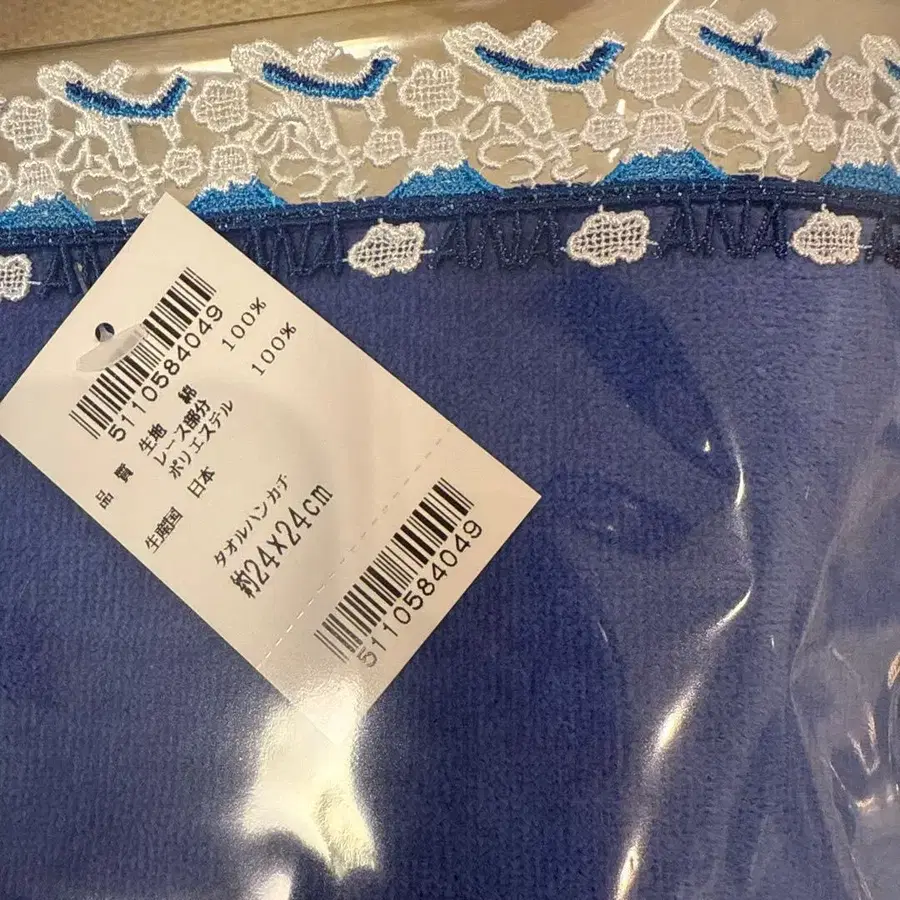 ANA
ANA
ANA
ANA
5110584049
品質 生地 綿 100%
レース部分
ポリエステル 100%
生産国 日本
タオルハンカチ
約24×24cm
5110584049